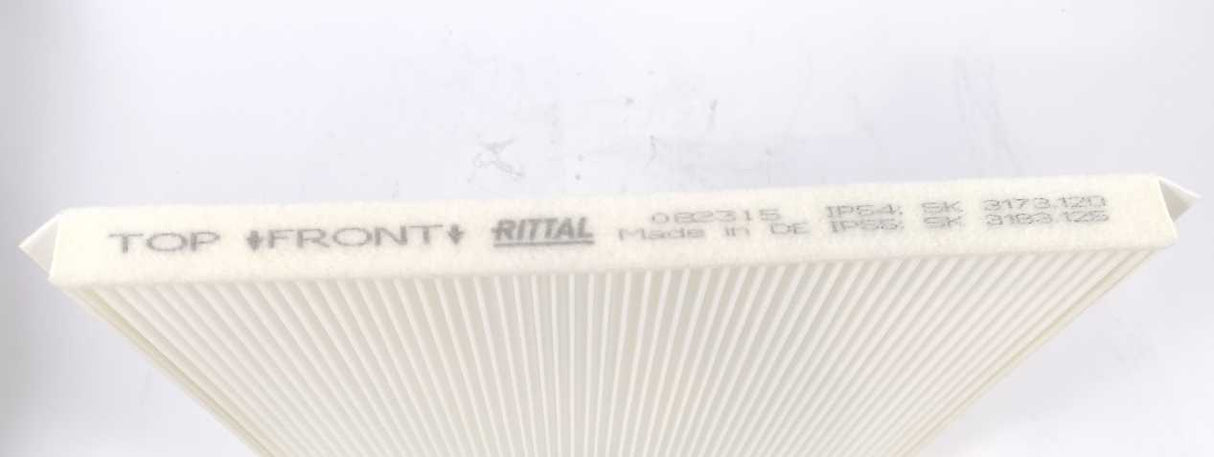 TOP ↓FRONT↓ RITTAL
082315 IP54: SK 3173.120
Made in DE IP55: SK 3183.125